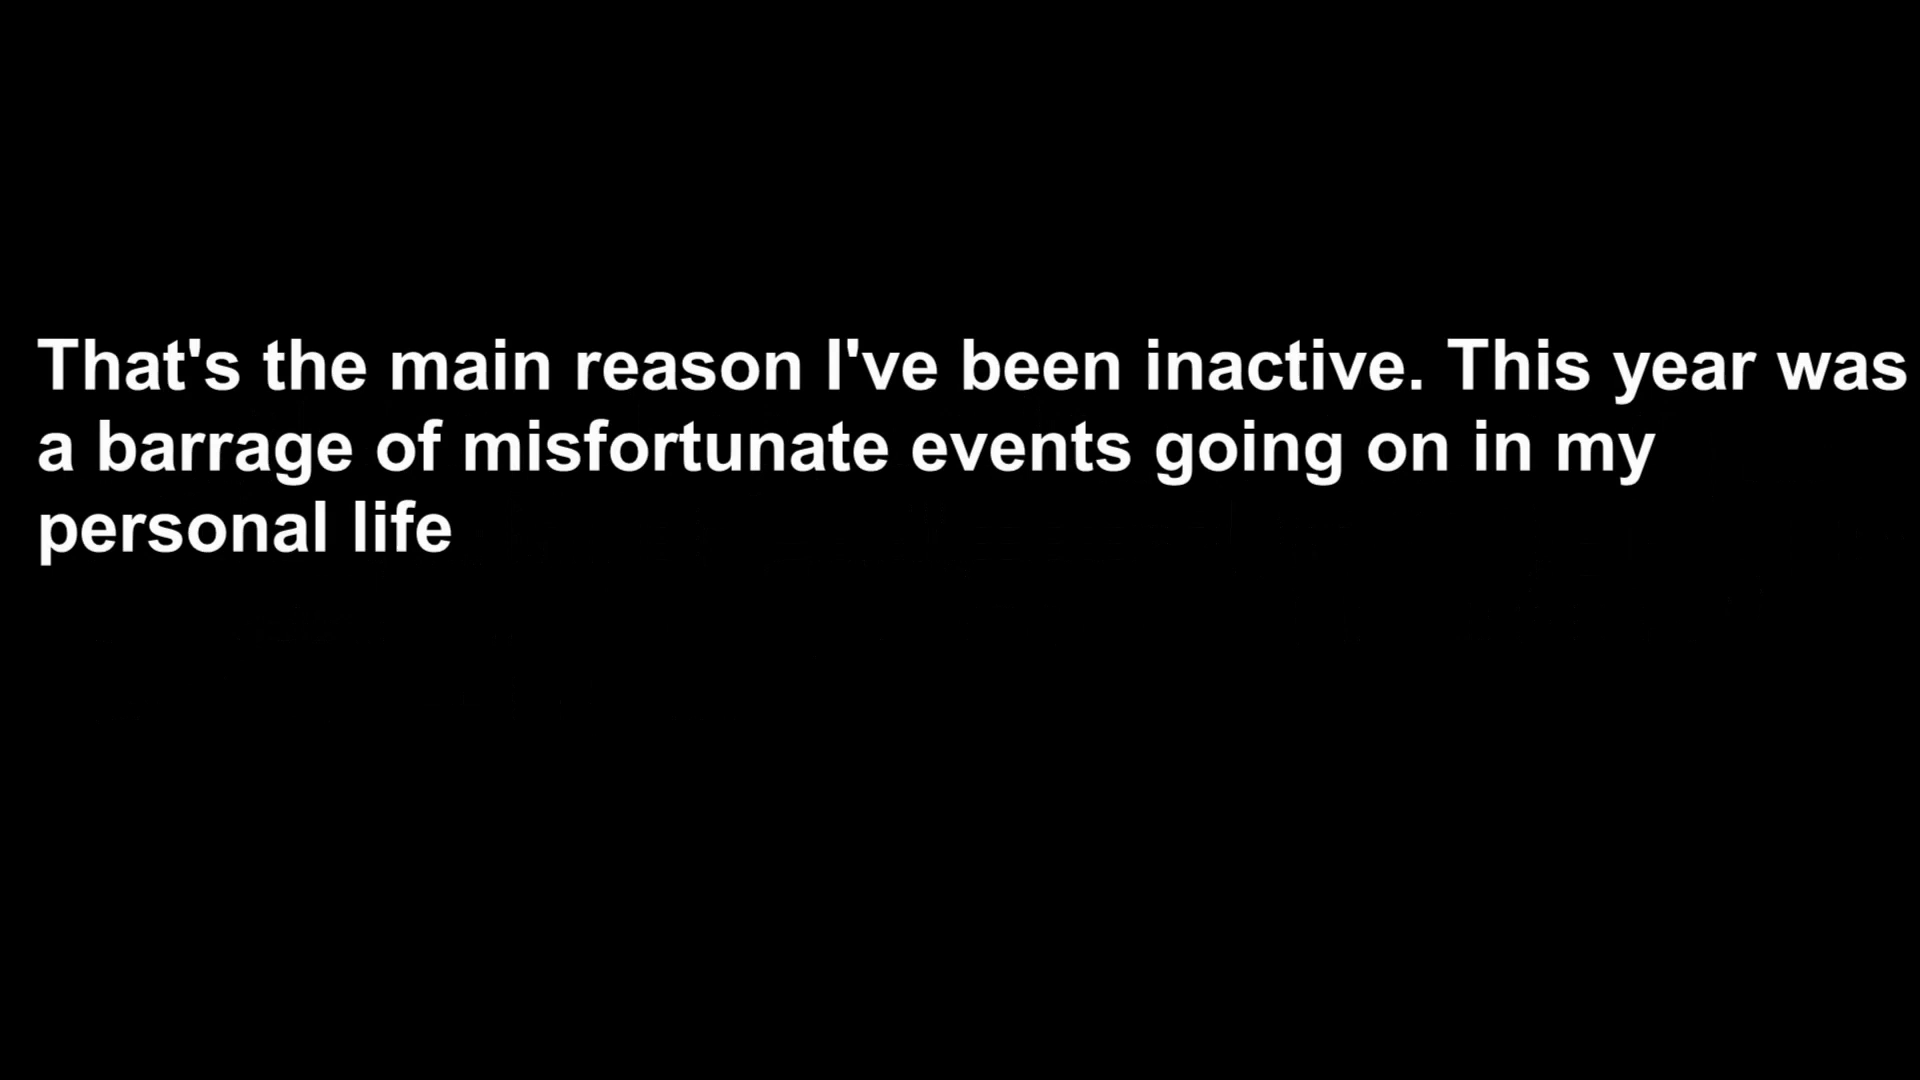 That's the main reason I've been inactive. This year was
a barrage of misfortunate events going on in my
personal life